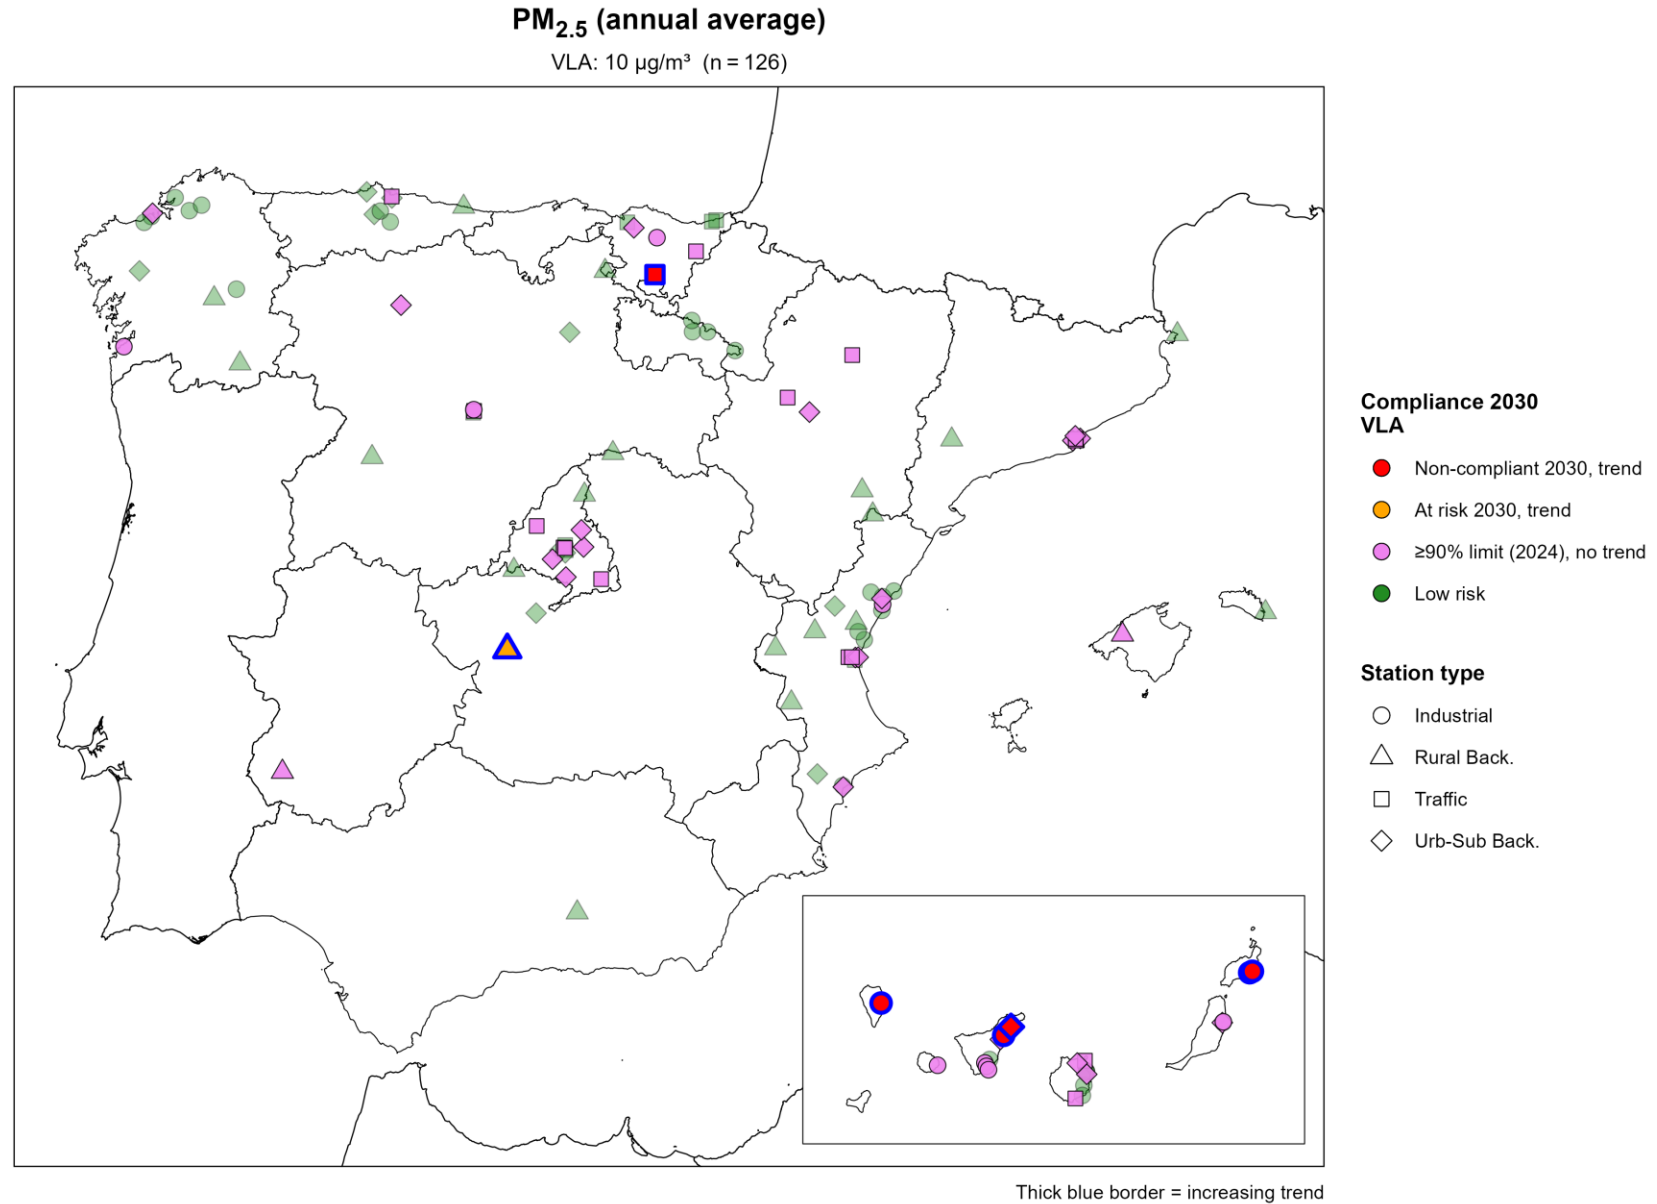 PM2.5 (annual average)
VLA: 10 µg/m³ (n = 126)
Compliance 2030
VLA
Non-compliant 2030, trend
At risk 2030, trend
≥90% limit (2024), no trend
Low risk
Station type
Industrial
Rural Back.
Traffic
Urb-Sub Back.
Thick blue border = increasing trend